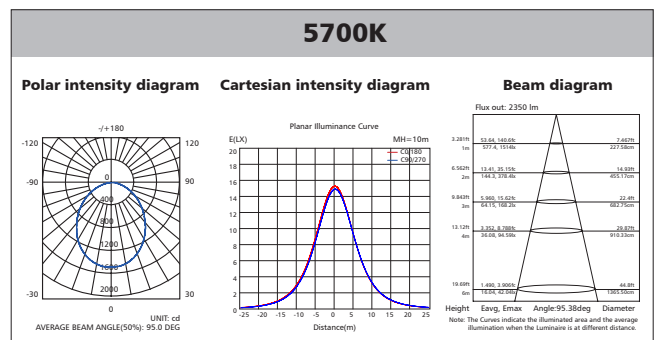 5700K
Polar intensity diagram
-/+180
-120
120
-90
90
0
400
800
1200
1600
2000
-30
30
0
UNIT: cd
AVERAGE BEAM ANGLE(50%): 95.0 DEG
Cartesian intensity diagram
Planar Illuminance Curve
E(LX)
MH=10m
C0/180
C90/270
20
18
16
14
12
10
8
6
4
2
0
-25 -20 -15 -10 -5 0 5 10 15 20 25
Distance(m)
Beam diagram
Flux out: 2350 lm
3.281ft 53.64, 140.6fc 7.467ft
1m 577.4, 1514lx 227.58cm
6.562ft 13.41, 35.15fc 14.93ft
2m 144.3, 378.4lx 455.17cm
9.843ft 5.960, 15.62fc 22.4ft
3m 64.15, 168.2lx 682.75cm
13.12ft 3.352, 8.788fc 29.87ft
4m 36.08, 94.59lx 910.33cm
19.69ft 1.490, 3.906fc 44.8ft
6m 16.04, 42.04lx 1365.50cm
Height Eavg, Emax Angle:95.38deg Diameter
Note: The Curves indicate the illuminated area and the average
illumination when the Luminaire is at different distance.